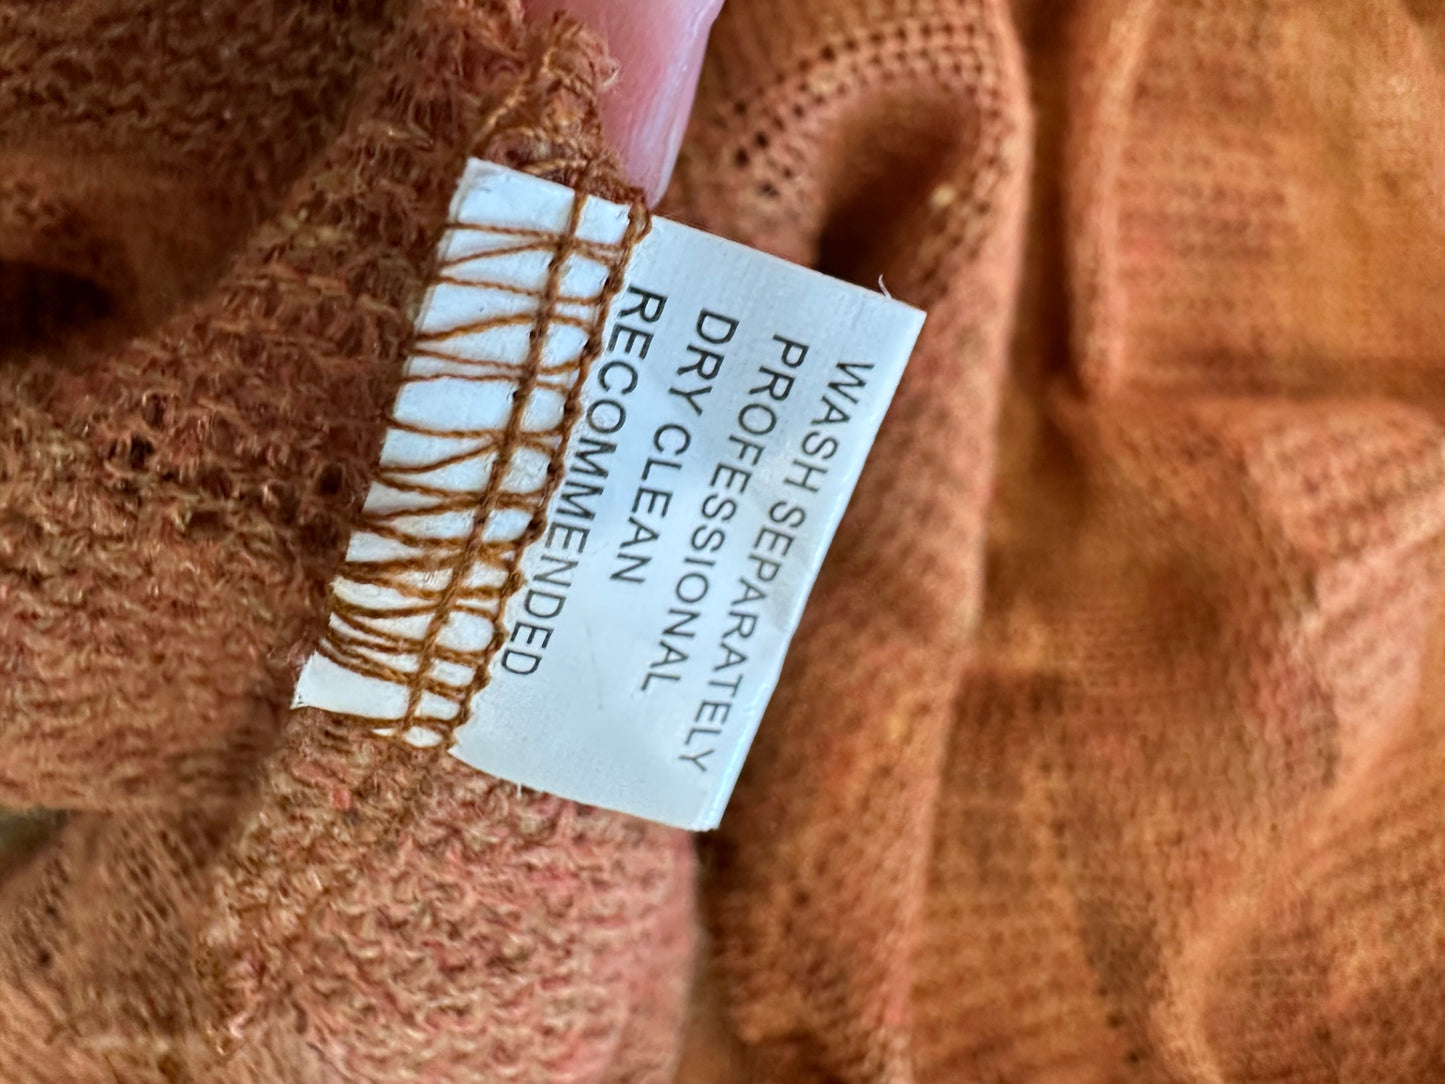 WASH SEPARATELY
PROFESSIONAL
DRY CLEAN
RECOMMENDED